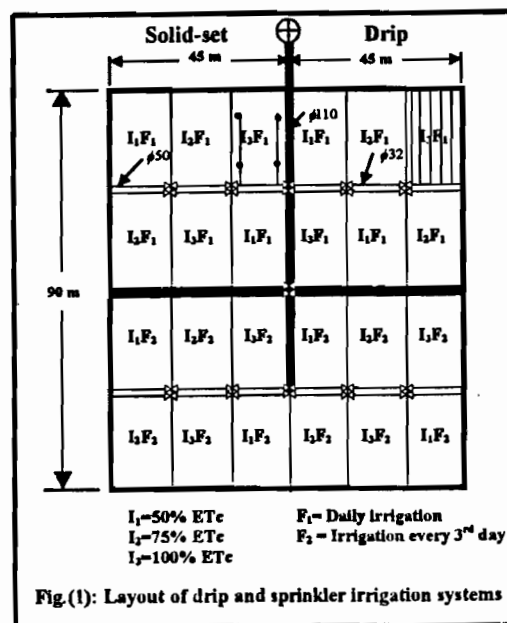 Solid-set Drip
45 m 45 m
ϕ110
I₁F₁ I₂F₁ I₃F₁ I₁F₁ I₂F₁ I₃F₁
ϕ50 ϕ32
I₂F₁ I₃F₁ I₁F₁ I₃F₁ I₁F₁ I₂F₁
90 m
I₁F₂ I₂F₂ I₃F₂ I₁F₂ I₂F₂ I₃F₂
I₂F₂ I₃F₂ I₁F₂ I₂F₂ I₃F₂ I₁F₂
I₁=50% ETc F₁= Daily irrigation
I₂=75% ETc F₂ = Irrigation every 3rd day
I₃=100% ETc
Fig.(1): Layout of drip and sprinkler irrigation systems